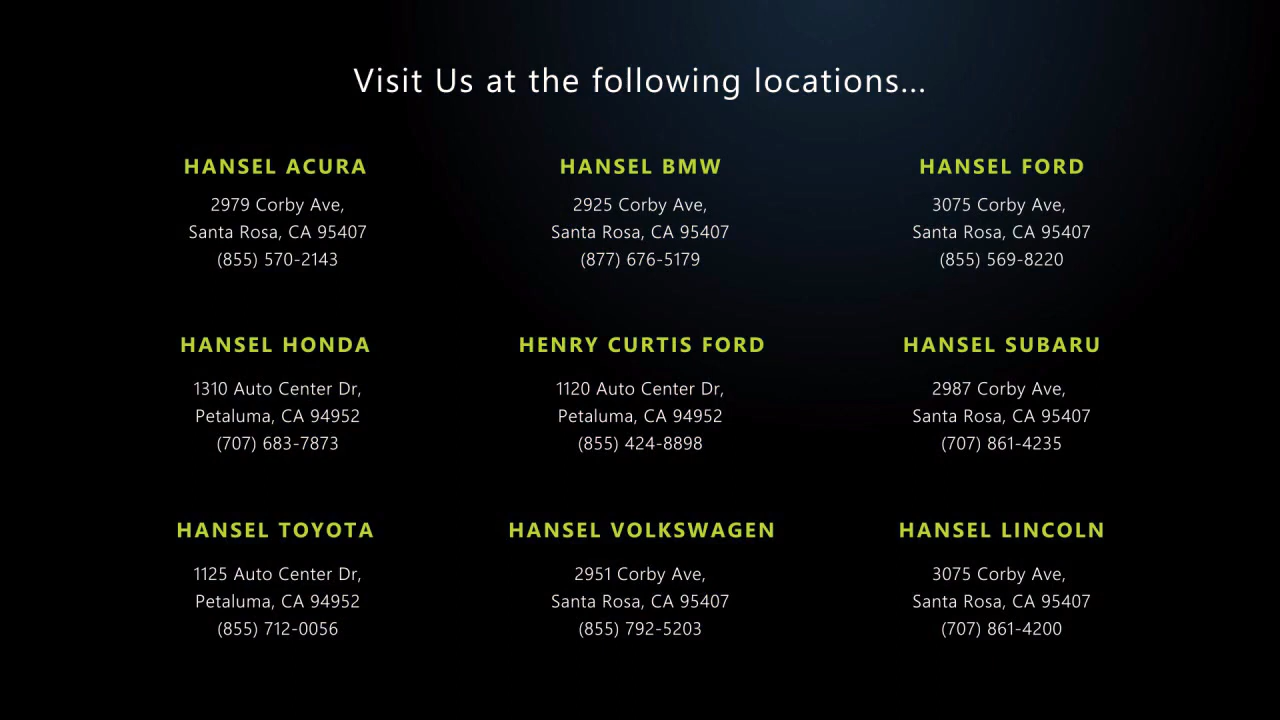 Visit Us at the following locations...
HANSEL ACURA
2979 Corby Ave,
Santa Rosa, CA 95407
(855) 570-2143
HANSEL BMW
2925 Corby Ave,
Santa Rosa, CA 95407
(877) 676-5179
HANSEL FORD
3075 Corby Ave,
Santa Rosa, CA 95407
(855) 569-8220
HANSEL HONDA
1310 Auto Center Dr,
Petaluma, CA 94952
(707) 683-7873
HENRY CURTIS FORD
1120 Auto Center Dr,
Petaluma, CA 94952
(855) 424-8898
HANSEL SUBARU
2987 Corby Ave,
Santa Rosa, CA 95407
(707) 861-4235
HANSEL TOYOTA
1125 Auto Center Dr,
Petaluma, CA 94952
(855) 712-0056
HANSEL VOLKSWAGEN
2951 Corby Ave,
Santa Rosa, CA 95407
(855) 792-5203
HANSEL LINCOLN
3075 Corby Ave,
Santa Rosa, CA 95407
(707) 861-4200